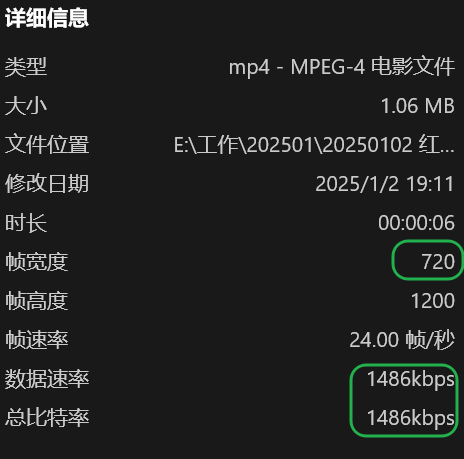 详细信息
类型 mp4 - MPEG-4 电影文件
大小 1.06 MB
文件位置 E:\工作\202501\20250102 红...
修改日期 2025/1/2 19:11
时长 00:00:06
帧宽度 720
帧高度 1200
帧速率 24.00 帧/秒
数据速率 1486kbps
总比特率 1486kbps